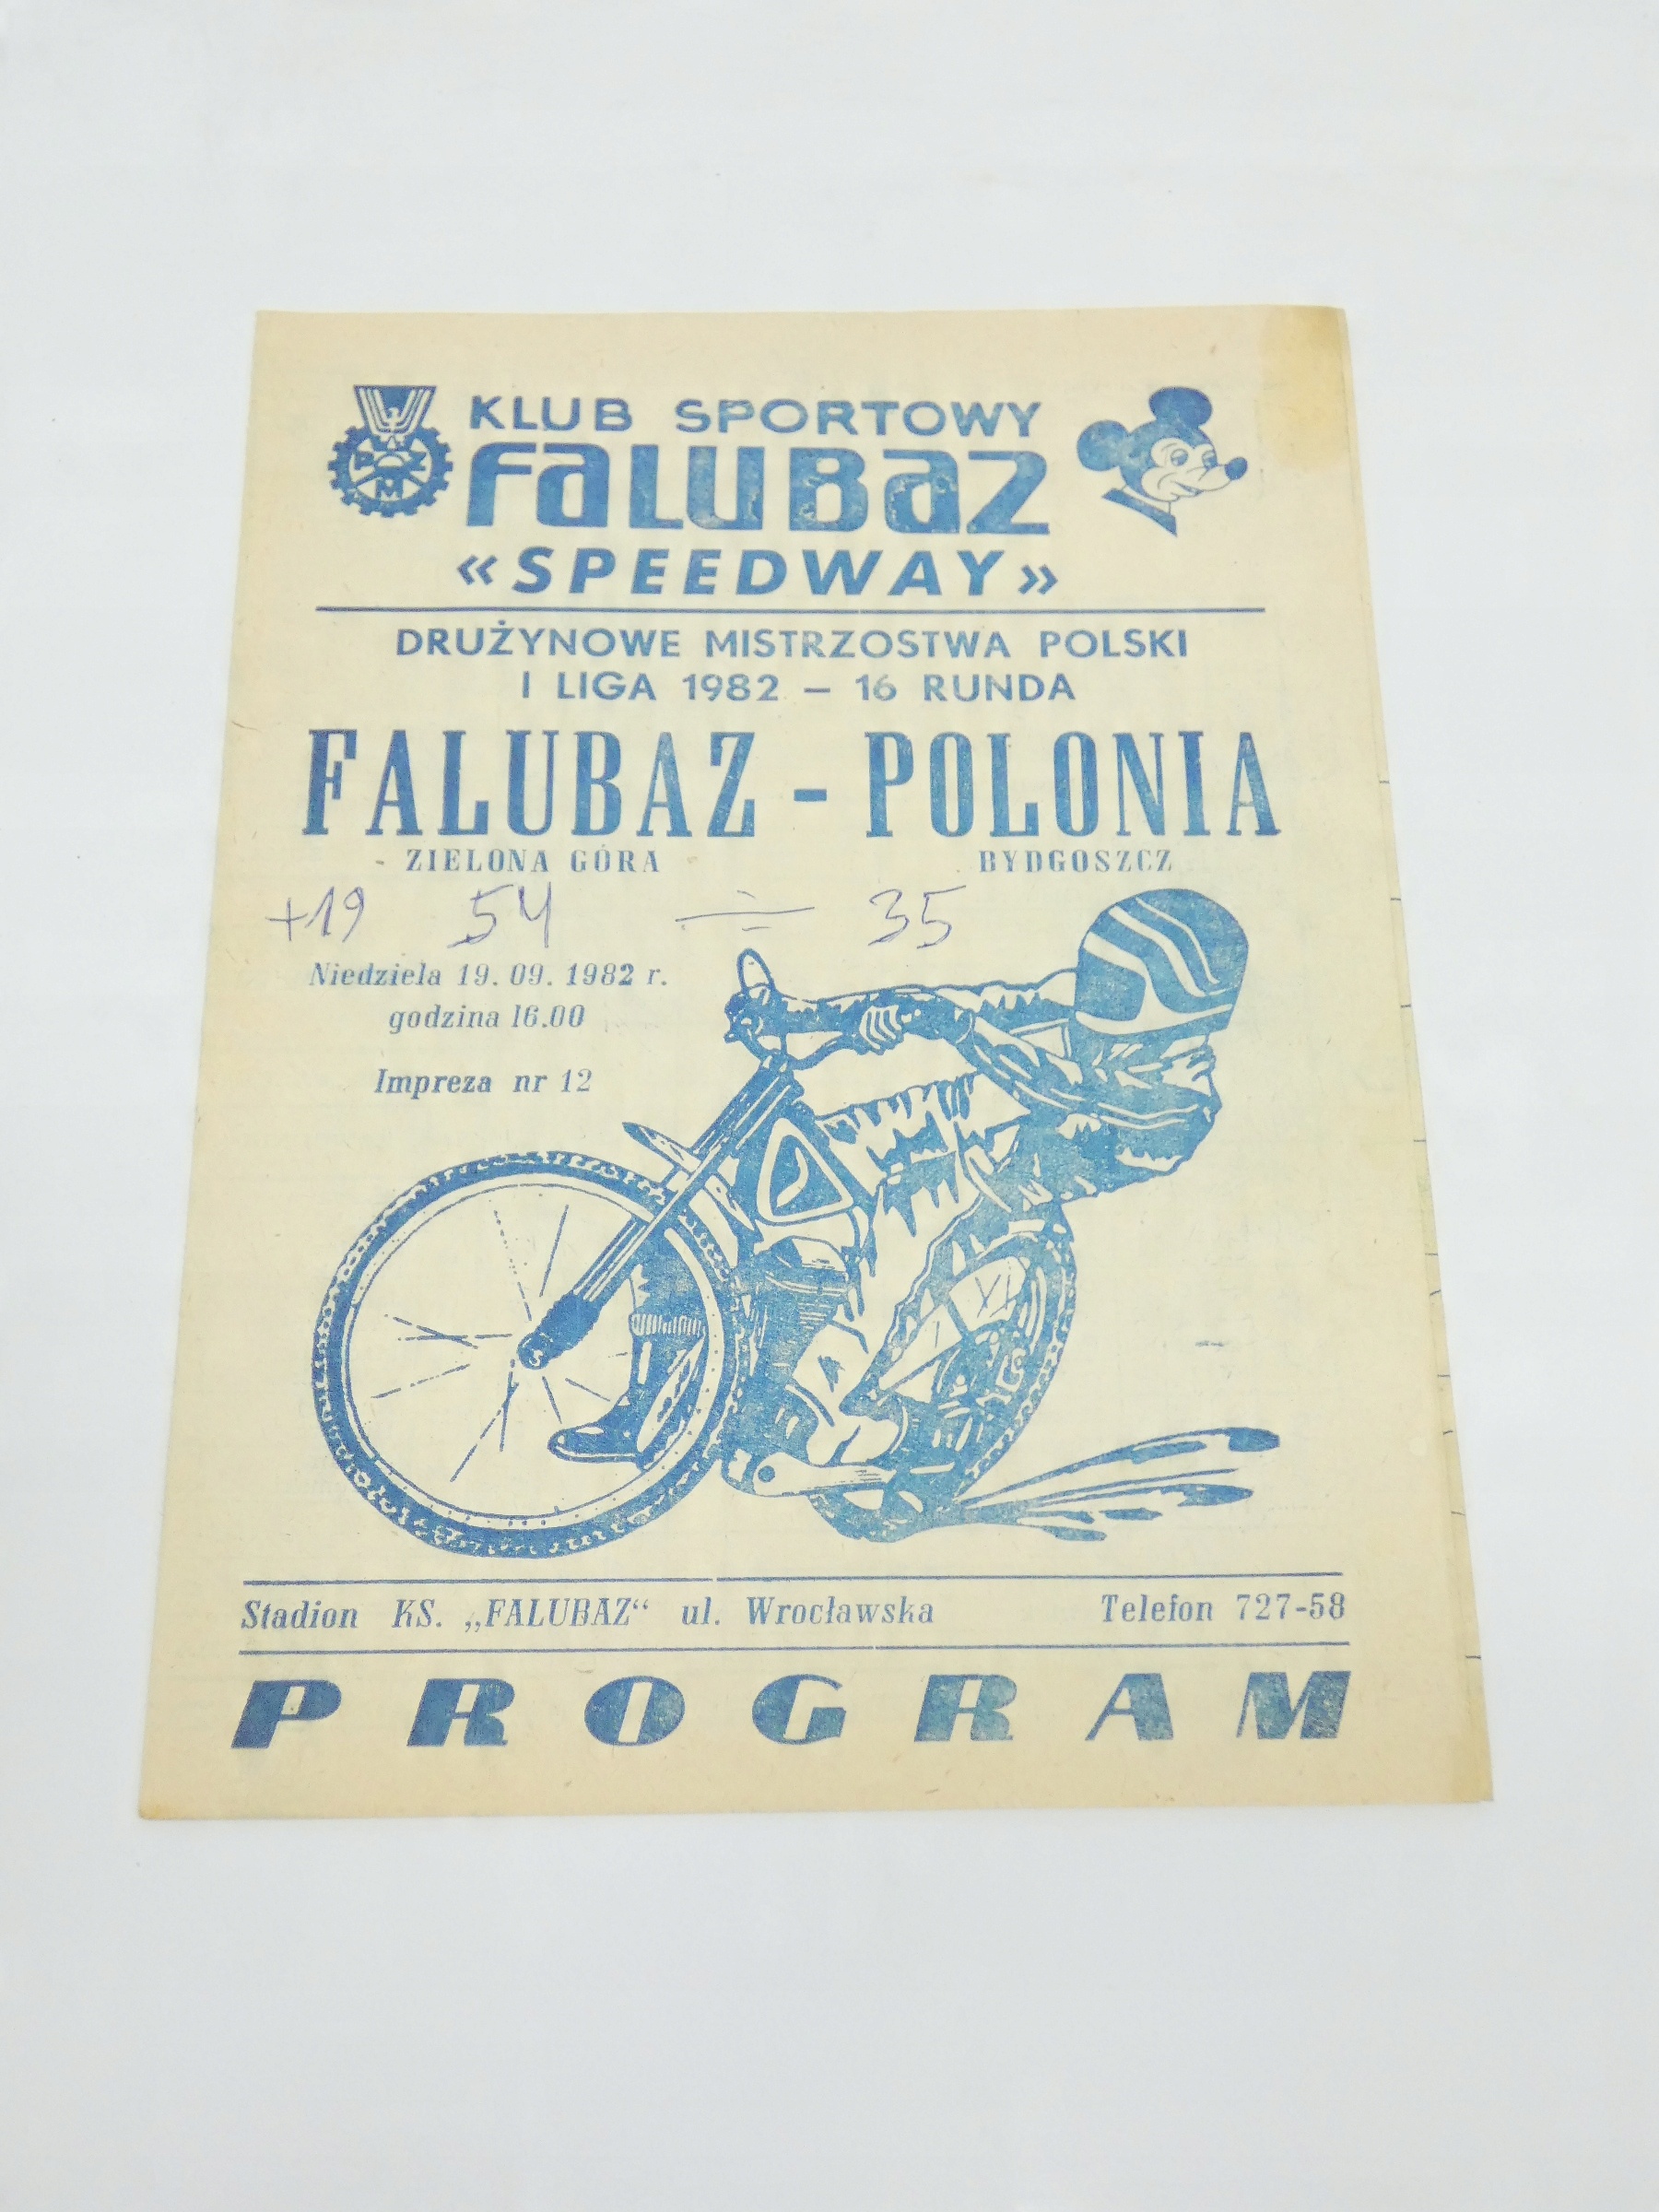 KLUB SPORTOWY
FALUBAZ
«SPEEDWAY»
PZM
DRUŻYNOWE MISTRZOSTWA POLSKI
I LIGA 1982 – 16 RUNDA
FALUBAZ - POLONIA
ZIELONA GÓRA BYDGOSZCZ
+19 54 35
Niedziela 19. 09. 1982 r.
godzina 16.00
Impreza nr 12
S
Stadion KS. „FALUBAZ“ ul. Wrocławska Telefon 727-58
PROGRAM